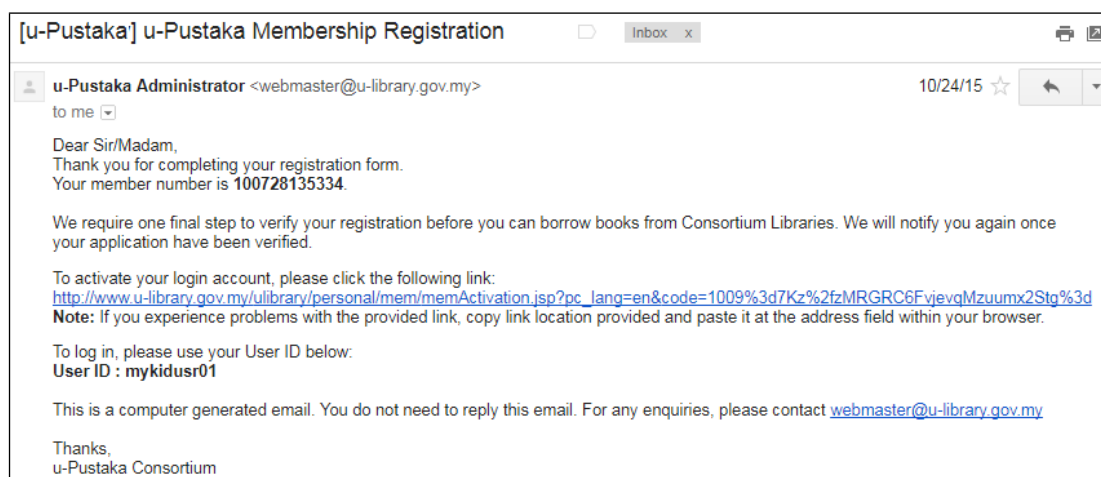 [u-Pustaka'] u-Pustaka Membership Registration Inbox x
u-Pustaka Administrator <webmaster@u-library.gov.my> 10/24/15
to me
Dear Sir/Madam,
Thank you for completing your registration form.
Your member number is 100728135334.
We require one final step to verify your registration before you can borrow books from Consortium Libraries. We will notify you again once
your application have been verified.
To activate your login account, please click the following link:
http://www.u-library.gov.my/ulibrary/personal/mem/memActivation.jsp?pc_lang=en&code=1009%3d7Kz%2fzMRGRC6FvjevqMzuumx2Stg%3d
Note: If you experience problems with the provided link, copy link location provided and paste it at the address field within your browser.
To log in, please use your User ID below:
User ID : mykidusr01
This is a computer generated email. You do not need to reply this email. For any enquiries, please contact webmaster@u-library.gov.my
Thanks,
u-Pustaka Consortium